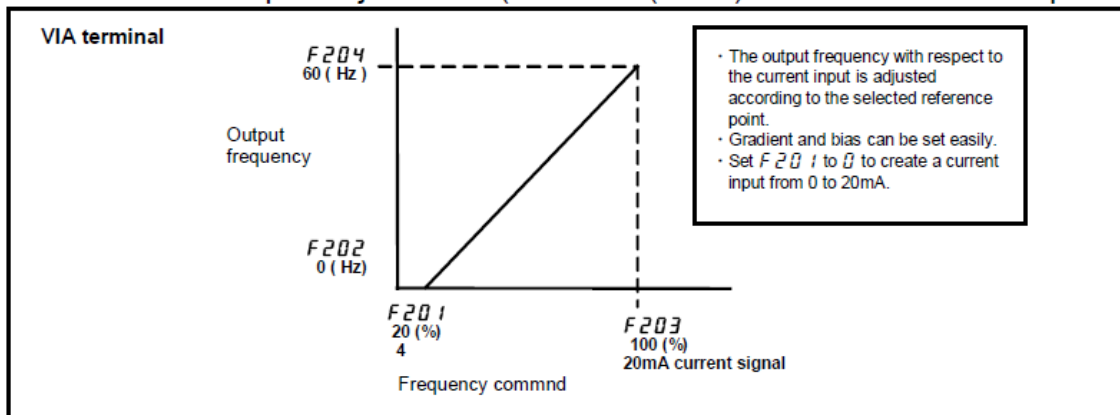 VIA terminal
F204
60 ( Hz )
Output
frequency
F202
0 ( Hz)
F201
20 (%)
4
F203
100 (%)
20mA current signal
Frequency commnd
· The output frequency with respect to
the current input is adjusted
according to the selected reference
point.
· Gradient and bias can be set easily.
· Set F201 to 0 to create a current
input from 0 to 20mA.